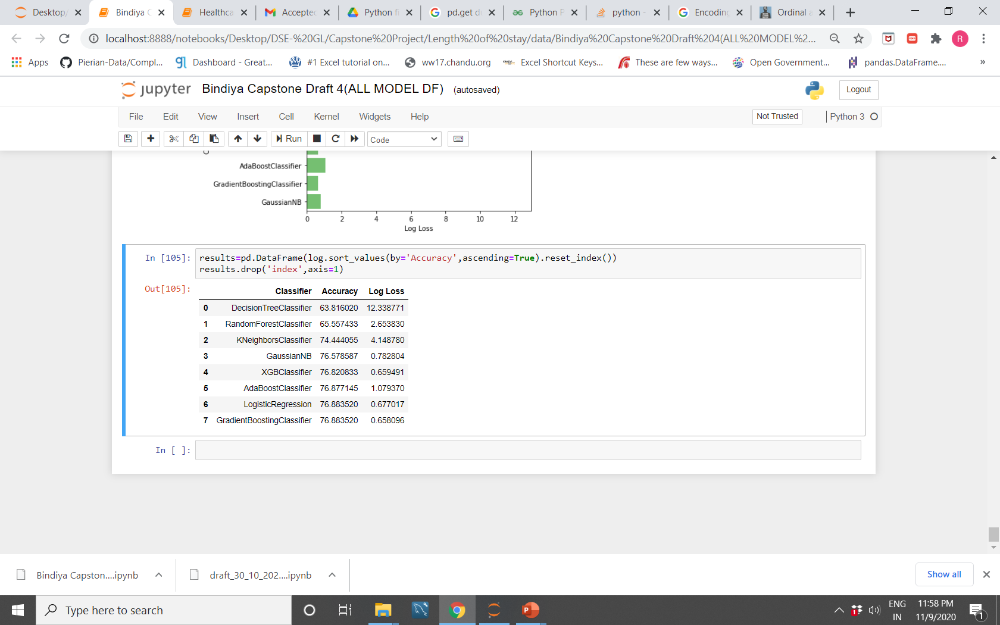 Desktop/
Bindiya C
Healthca
Accepted
Python fi
pd.get du
Python P
python -
Encoding
Ordinal a
localhost:8888/notebooks/Desktop/DSE-%20GL/Capstone%20Project/Length%20of%20stay/data/Bindiya%20Capstone%20Draft%204(ALL%20MODEL%2...
R
Apps
Pierian-Data/Compl...
Dashboard - Great...
#1 Excel tutorial on...
ww17.chandu.org
Excel Shortcut Keys...
These are few ways...
Open Government...
pandas.DataFrame....
»
jupyter
Bindiya Capstone Draft 4(ALL MODEL DF)
(autosaved)
Logout
File
Edit
View
Insert
Cell
Kernel
Widgets
Help
Not Trusted
Python 3
Run
Code
AdaBoostClassifier
GradientBoostingClassifier
GaussianNB
0 2 4 6 8 10 12
Log Loss
In [105]:
results=pd.DataFrame(log.sort_values(by='Accuracy',ascending=True).reset_index())
results.drop('index',axis=1)
Out[105]:
Classifier Accuracy Log Loss
0 DecisionTreeClassifier 63.816020 12.338771
1 RandomForestClassifier 65.557433 2.653830
2 KNeighborsClassifier 74.444055 4.148780
3 GaussianNB 76.578587 0.782804
4 XGBClassifier 76.820833 0.659491
5 AdaBoostClassifier 76.877145 1.079370
6 LogisticRegression 76.883520 0.677017
7 GradientBoostingClassifier 76.883520 0.658096
In [ ]:
Bindiya Capston....ipynb
draft_30_10_202....ipynb
Show all
Type here to search
1
ENG
IN
11:58 PM
11/9/2020
1